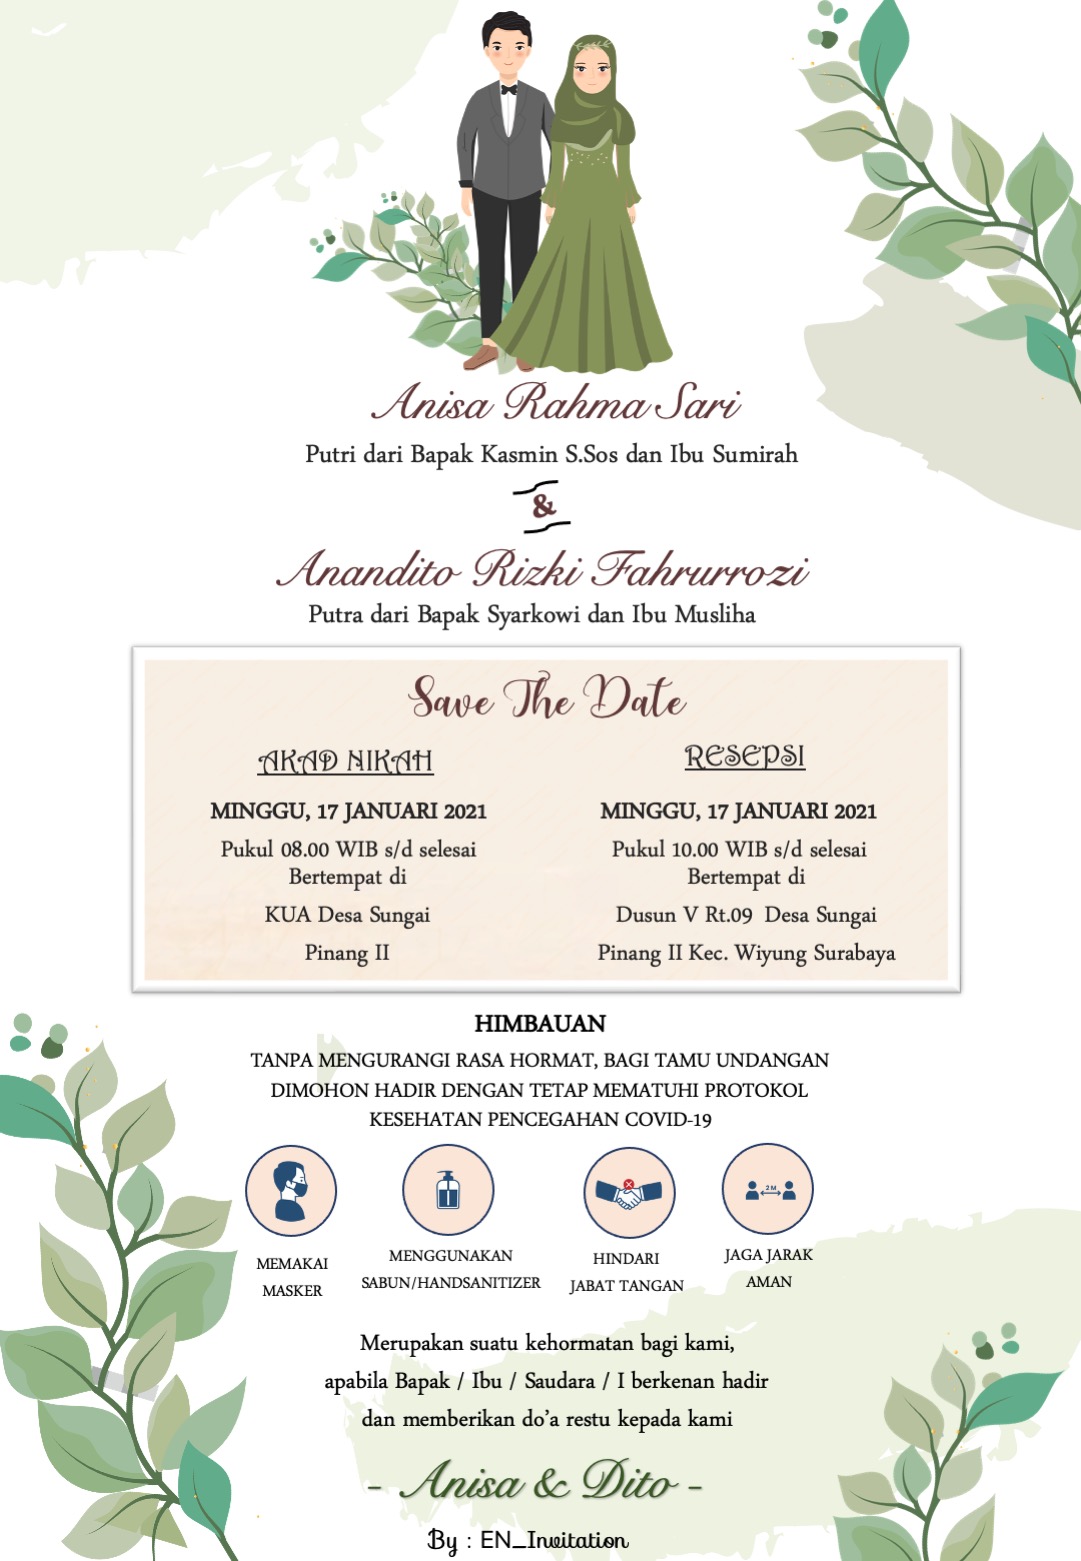 Anisa Rahma Sari
Putri dari Bapak Kasmin S.Sos dan Ibu Sumirah
&
Anandito Rizki Fahrurrozi
Putra dari Bapak Syarkowi dan Ibu Musliha
Save The Date
AKAD NIKAH
MINGGU, 17 JANUARI 2021
Pukul 08.00 WIB s/d selesai
Bertempat di
KUA Desa Sungai
Pinang II
RESEPSI
MINGGU, 17 JANUARI 2021
Pukul 10.00 WIB s/d selesai
Bertempat di
Dusun V Rt.09 Desa Sungai
Pinang II Kec. Wiyung Surabaya
HIMBAUAN
TANPA MENGURANGI RASA HORMAT, BAGI TAMU UNDANGAN
DIMOHON HADIR DENGAN TETAP MEMATUHI PROTOKOL
KESEHATAN PENCEGAHAN COVID-19
MEMAKAI
MASKER
MENGGUNAKAN
SABUN/HANDSANITIZER
HINDARI
JABAT TANGAN
2 M
JAGA JARAK
AMAN
Merupakan suatu kehormatan bagi kami,
apabila Bapak / Ibu / Saudara / I berkenan hadir
dan memberikan do’a restu kepada kami
- Anisa & Dito -
By : EN_Invitation